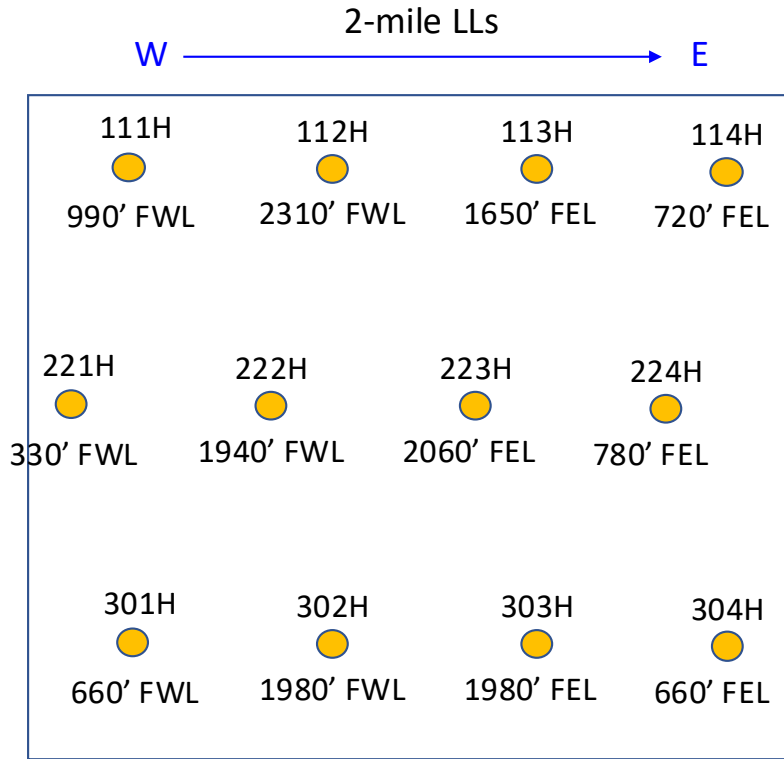 2-mile LLs
W E
111H 112H 113H 114H
990’ FWL 2310’ FWL 1650’ FEL 720’ FEL
221H 222H 223H 224H
330’ FWL 1940’ FWL 2060’ FEL 780’ FEL
301H 302H 303H 304H
660’ FWL 1980’ FWL 1980’ FEL 660’ FEL